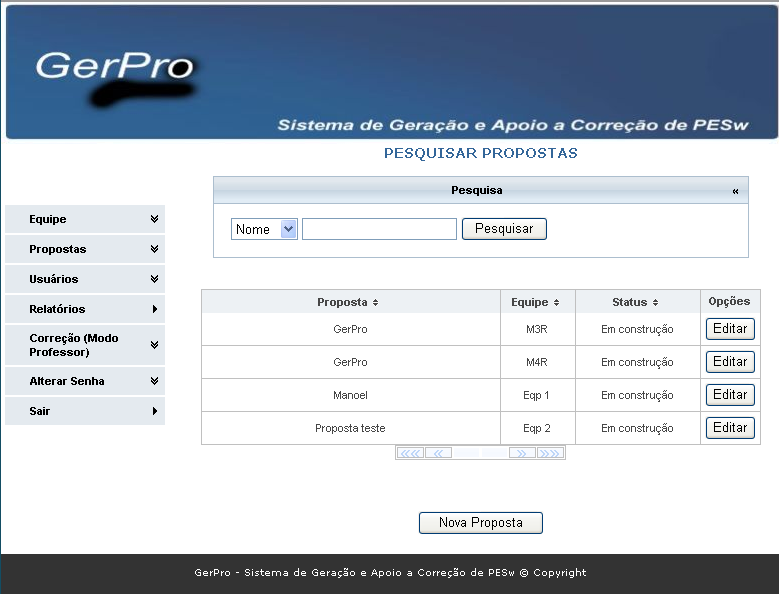 GerPro
Sistema de Geração e Apoio a Correção de PESw
PESQUISAR PROPOSTAS
Pesquisa «
Nome Pesquisar
Equipe
Propostas
Usuários
Relatórios
Correção (Modo
Professor)
Alterar Senha
Sair
Proposta Equipe Status Opções
GerPro M3R Em construção Editar
GerPro M4R Em construção Editar
Manoel Eqp 1 Em construção Editar
Proposta teste Eqp 2 Em construção Editar
«« « » »»
Nova Proposta
GerPro - Sistema de Geração e Apoio a Correção de PESw © Copyright